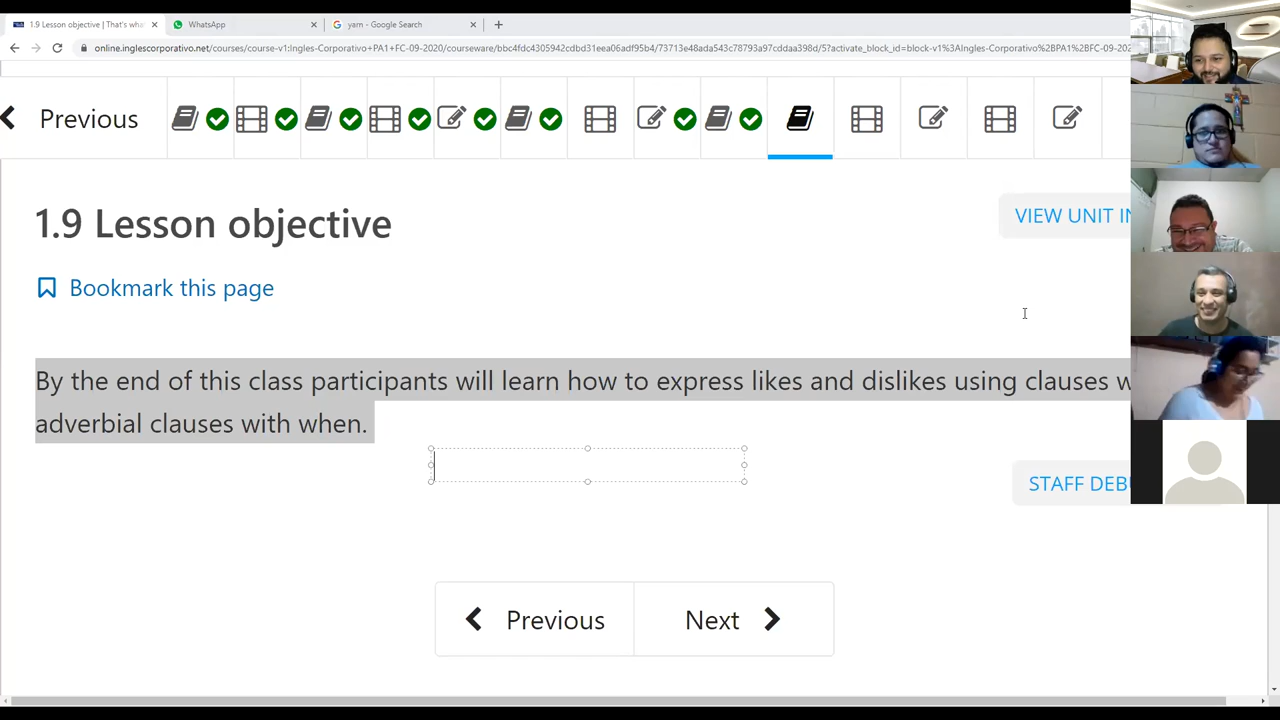 1.9 Lesson objective | That's wha
WhatsApp
yarn - Google Search
online.inglescorporativo.net/courses/course-v1:Ingles-Corporativo+PA1+FC-09-2020/courseware/bbc4fdc4305942cdbd31eea06adf95b4/73713e48ada543c78793a97cddaa398d/5?activate_block_id=block-v1%3AIngles-Corporativo%2BPA1%2BFC-09-202
Previous
1.9 Lesson objective
VIEW UNIT IN
Bookmark this page
By the end of this class participants will learn how to express likes and dislikes using clauses w
adverbial clauses with when.
STAFF DEB
Previous Next